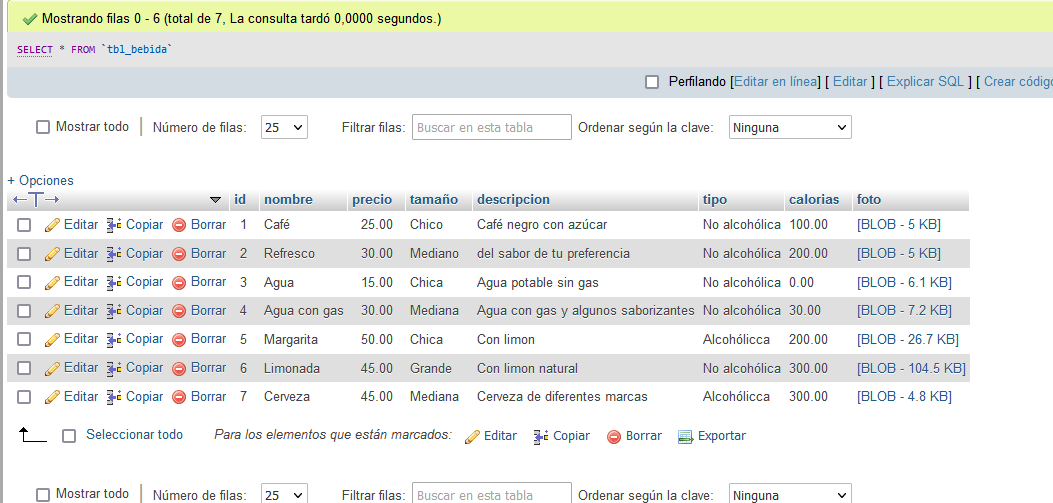 Mostrando filas 0 - 6 (total de 7, La consulta tardó 0,0000 segundos.)
SELECT * FROM `tbl_bebida`
Perfilando [Editar en línea] [ Editar ] [ Explicar SQL ] [ Crear código
Mostrar todo Número de filas: 25 Filtrar filas: Buscar en esta tabla Ordenar según la clave: Ninguna
+ Opciones
←T→ id nombre precio tamaño descripcion tipo calorias foto
Editar Copiar Borrar 1 Café 25.00 Chico Café negro con azúcar No alcohólica 100.00 [BLOB - 5 KB]
Editar Copiar Borrar 2 Refresco 30.00 Mediano del sabor de tu preferencia No alcohólica 200.00 [BLOB - 5 KB]
Editar Copiar Borrar 3 Agua 15.00 Chica Agua potable sin gas No alcohólica 0.00 [BLOB - 6.1 KB]
Editar Copiar Borrar 4 Agua con gas 30.00 Mediana Agua con gas y algunos saborizantes No alcohólica 30.00 [BLOB - 7.2 KB]
Editar Copiar Borrar 5 Margarita 50.00 Chica Con limon Alcohólicca 200.00 [BLOB - 26.7 KB]
Editar Copiar Borrar 6 Limonada 45.00 Grande Con limon natural No alcohólica 300.00 [BLOB - 104.5 KB]
Editar Copiar Borrar 7 Cerveza 45.00 Mediana Cerveza de diferentes marcas Alcohólicca 300.00 [BLOB - 4.8 KB]
Seleccionar todo Para los elementos que están marcados: Editar Copiar Borrar Exportar
Mostrar todo Número de filas: 25 Filtrar filas: Buscar en esta tabla Ordenar según la clave: Ninguna